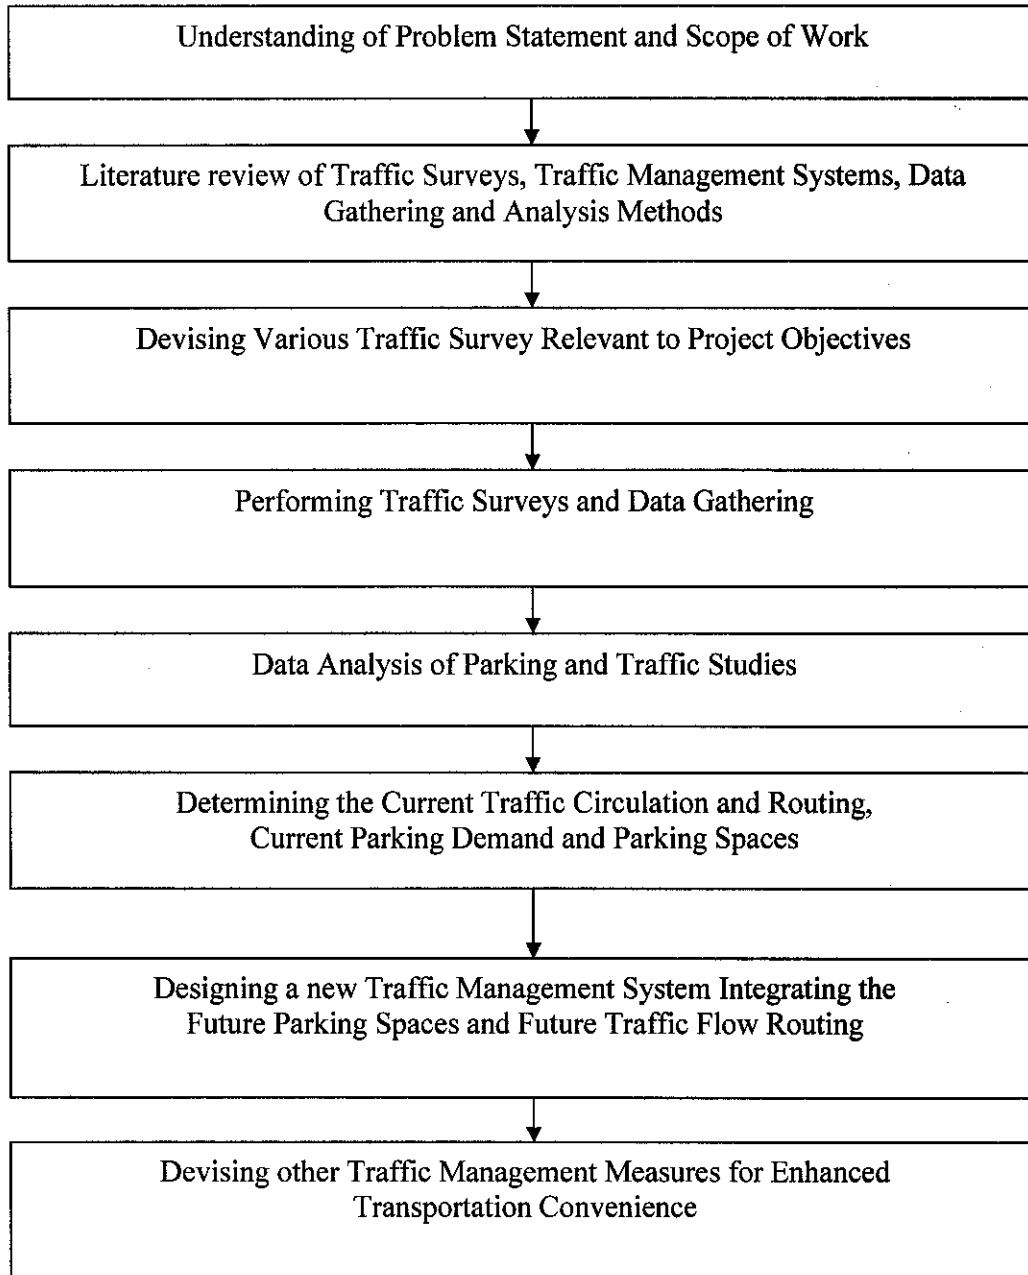 Understanding of Problem Statement and Scope of Work
Literature review of Traffic Surveys, Traffic Management Systems, Data
Gathering and Analysis Methods
Devising Various Traffic Survey Relevant to Project Objectives
Performing Traffic Surveys and Data Gathering
Data Analysis of Parking and Traffic Studies
Determining the Current Traffic Circulation and Routing,
Current Parking Demand and Parking Spaces
Designing a new Traffic Management System Integrating the
Future Parking Spaces and Future Traffic Flow Routing
Devising other Traffic Management Measures for Enhanced
Transportation Convenience